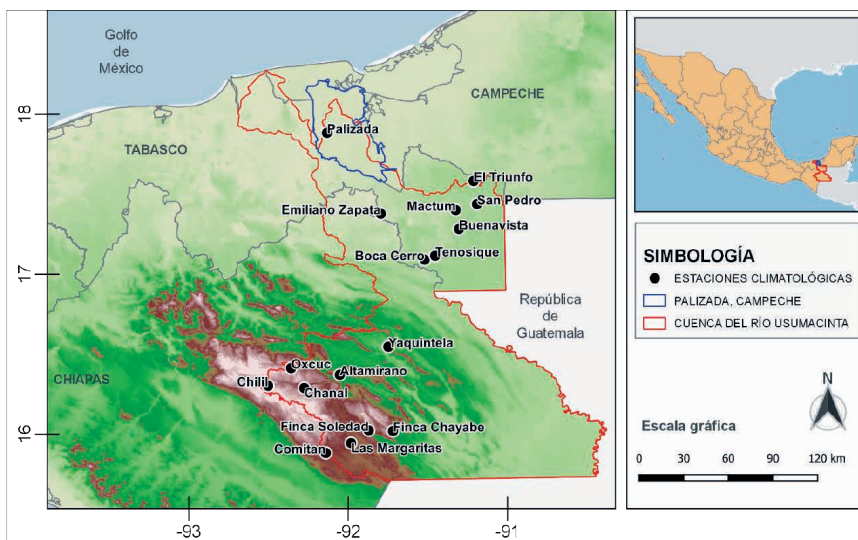 Golfo
de
México
18
CAMPECHE
Palizada
TABASCO
El Triunfo
San Pedro
Mactum
Emiliano Zapata
Buenavista
Boca Cerro
Tenosique
17
República
de
Guatemala
Yaquintela
Oxcuc
Altamirano
CHIAPAS
Chilil
Chanal
Finca Soledad
Finca Chayabe
16
Las Margaritas
Comitan
-93
-92
-91
SIMBOLOGÍA
ESTACIONES CLIMATOLÓGICAS
PALIZADA, CAMPECHE
CUENCA DEL RÍO USUMACINTA
N
Escala gráfica
0 30 60 90 120 km